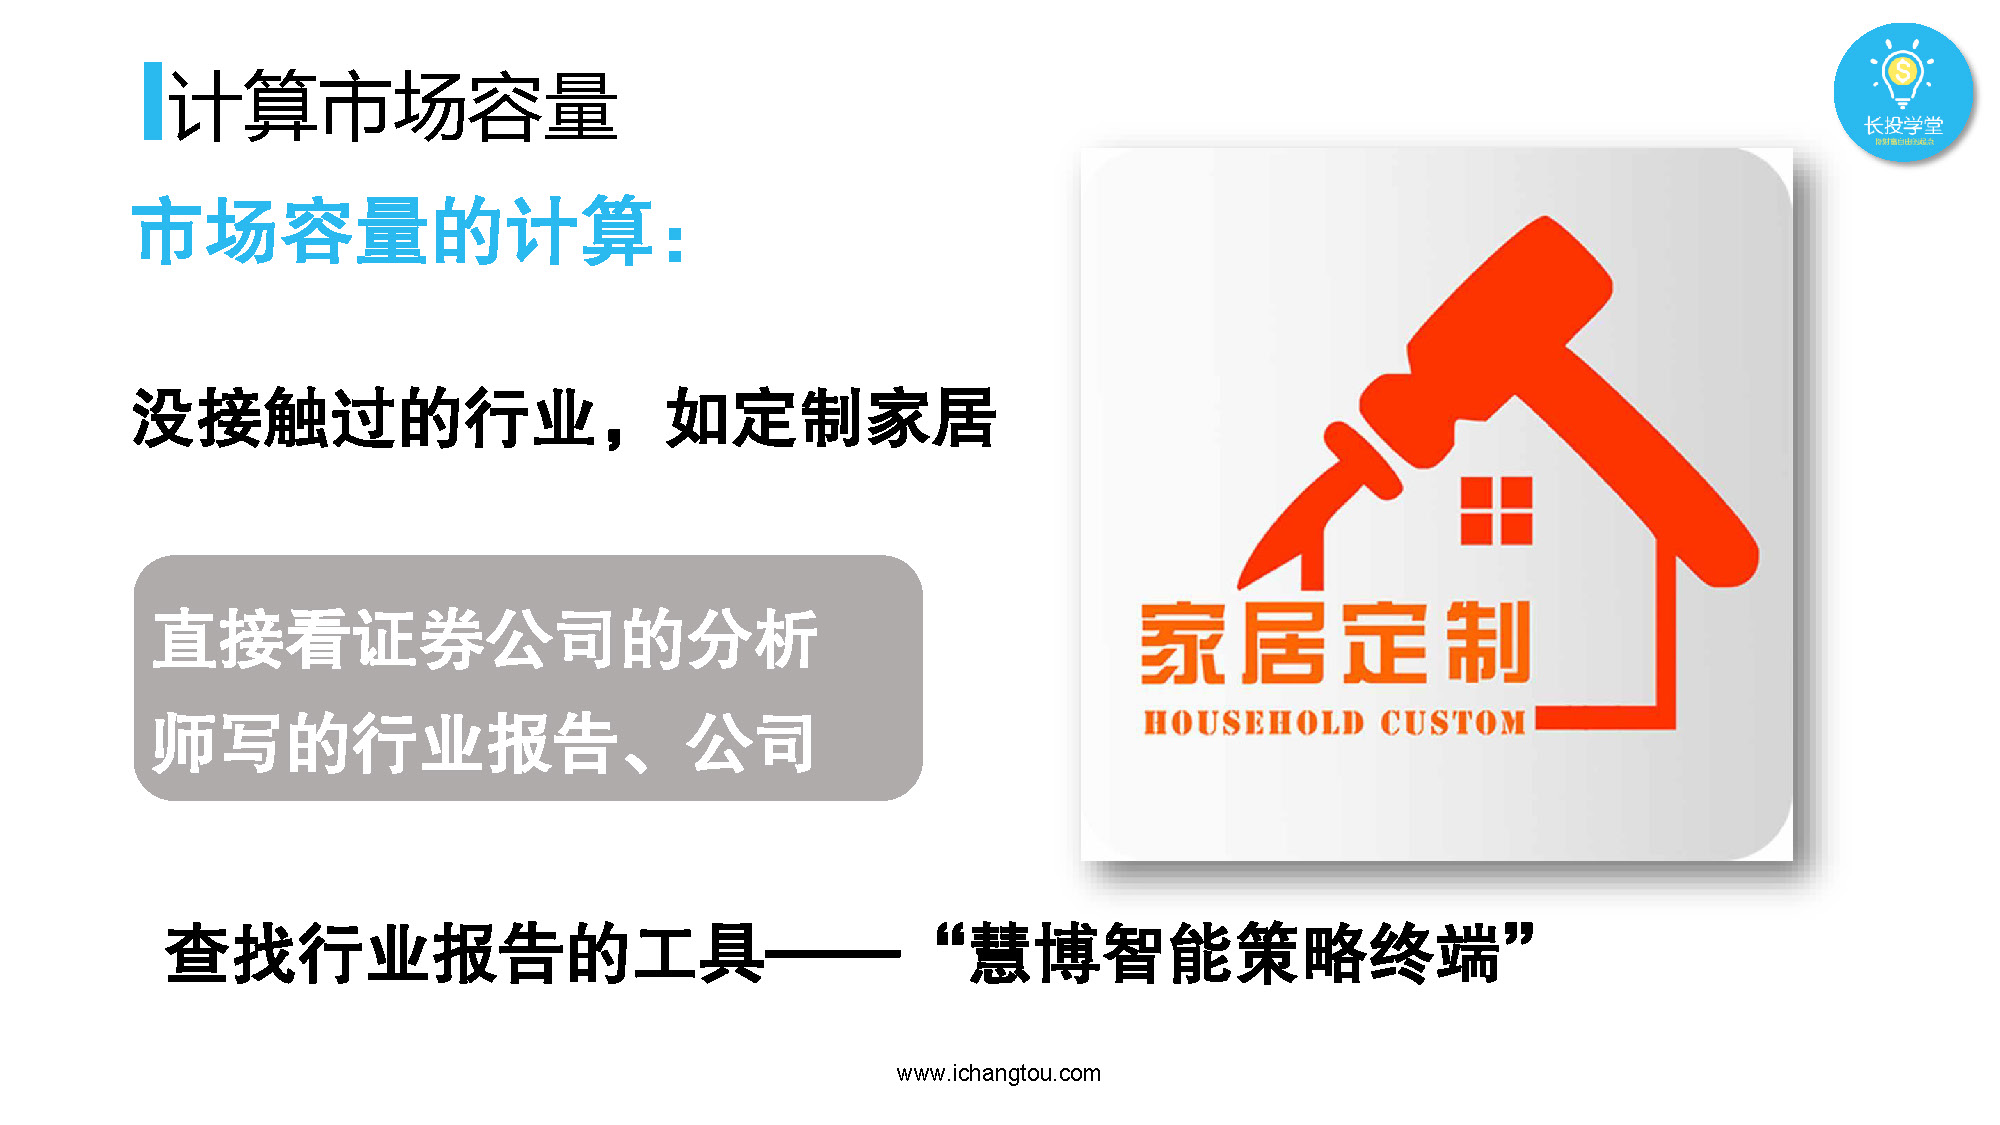 计算市场容量
长投学堂
市场容量的计算：
没接触过的行业，如定制家居
直接看证券公司的分析
师写的行业报告、公司
家居定制
HOUSEHOLD CUSTOM
查找行业报告的工具——“慧博智能策略终端”
www.ichangtou.com